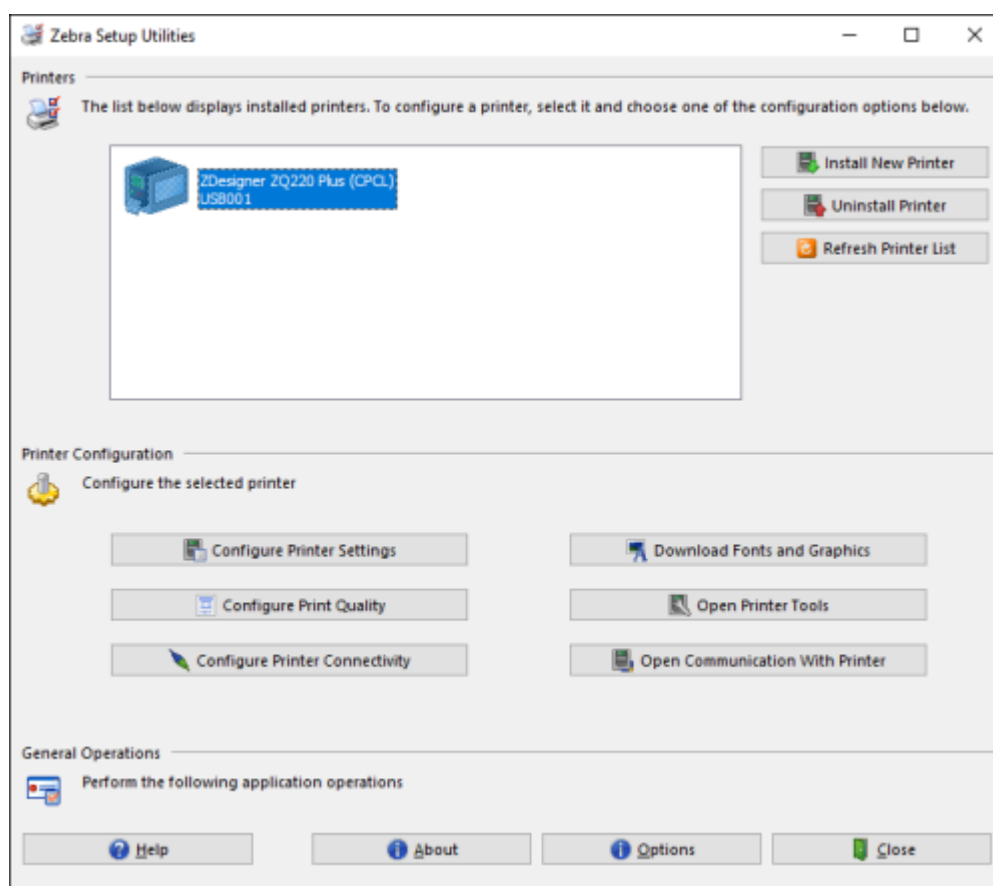 Zebra Setup Utilities
Printers
The list below displays installed printers. To configure a printer, select it and choose one of the configuration options below.
ZDesigner ZQ220 Plus (CPCL)
USB001
Install New Printer
Uninstall Printer
Refresh Printer List
Printer Configuration
Configure the selected printer
Configure Printer Settings
Download Fonts and Graphics
Configure Print Quality
Open Printer Tools
Configure Printer Connectivity
Open Communication With Printer
General Operations
Perform the following application operations
Help
About
Options
Close